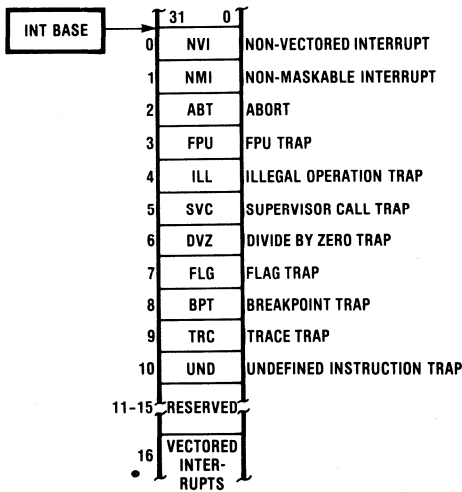 31 0
INT BASE
0 NVI NON-VECTORED INTERRUPT
1 NMI NON-MASKABLE INTERRUPT
2 ABT ABORT
3 FPU FPU TRAP
4 ILL ILLEGAL OPERATION TRAP
5 SVC SUPERVISOR CALL TRAP
6 DVZ DIVIDE BY ZERO TRAP
7 FLG FLAG TRAP
8 BPT BREAKPOINT TRAP
9 TRC TRACE TRAP
10 UND UNDEFINED INSTRUCTION TRAP
11-15 RESERVED
16 VECTORED
INTER-
RUPTS